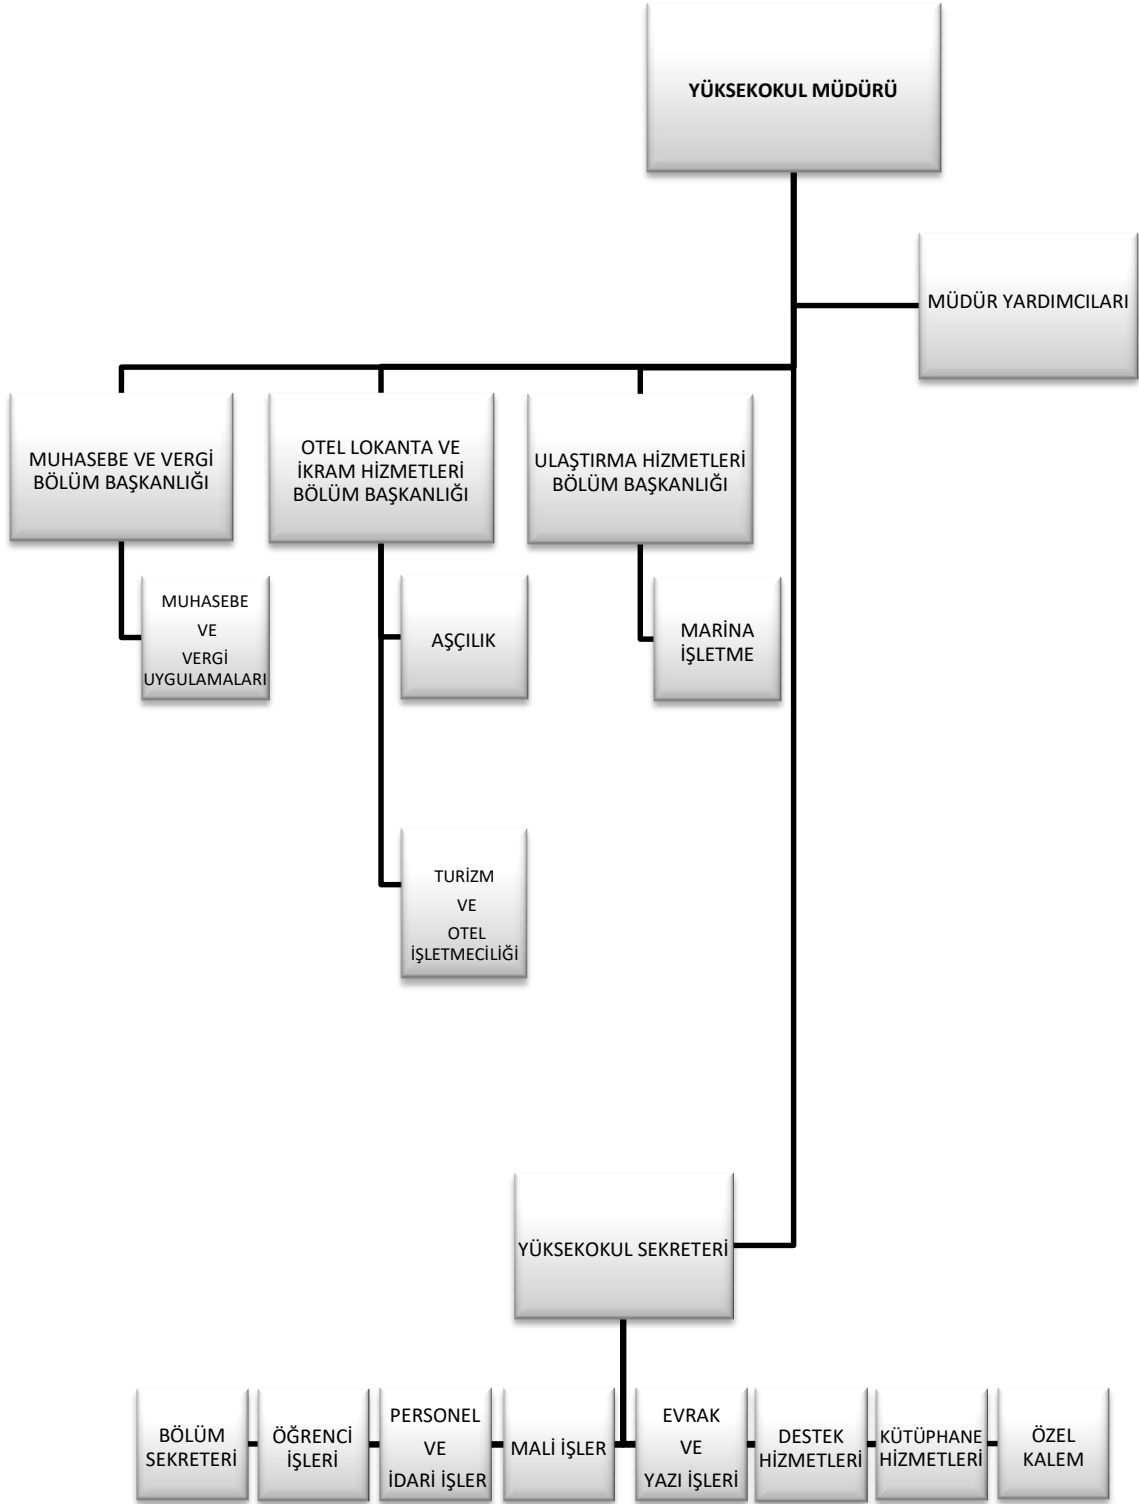 YÜKSEKOKUL MÜDÜRÜ
MÜDÜR YARDIMCILARI
MUHASEBE VE VERGİ
BÖLÜM BAŞKANLIĞI
OTEL LOKANTA VE
İKRAM HİZMETLERİ
BÖLÜM BAŞKANLIĞI
ULAŞTIRMA HİZMETLERİ
BÖLÜM BAŞKANLIĞI
MUHASEBE
VE
VERGİ
UYGULAMALARI
AŞÇILIK
MARİNA
İŞLETME
TURİZM
VE
OTEL
İŞLETMECİLİĞİ
YÜKSEKOKUL SEKRETERİ
BÖLÜM
SEKRETERİ
ÖĞRENCİ
İŞLERİ
PERSONEL
VE
İDARİ İŞLER
MALİ İŞLER
EVRAK
VE
YAZI İŞLERİ
DESTEK
HİZMETLERİ
KÜTÜPHANE
HİZMETLERİ
ÖZEL
KALEM